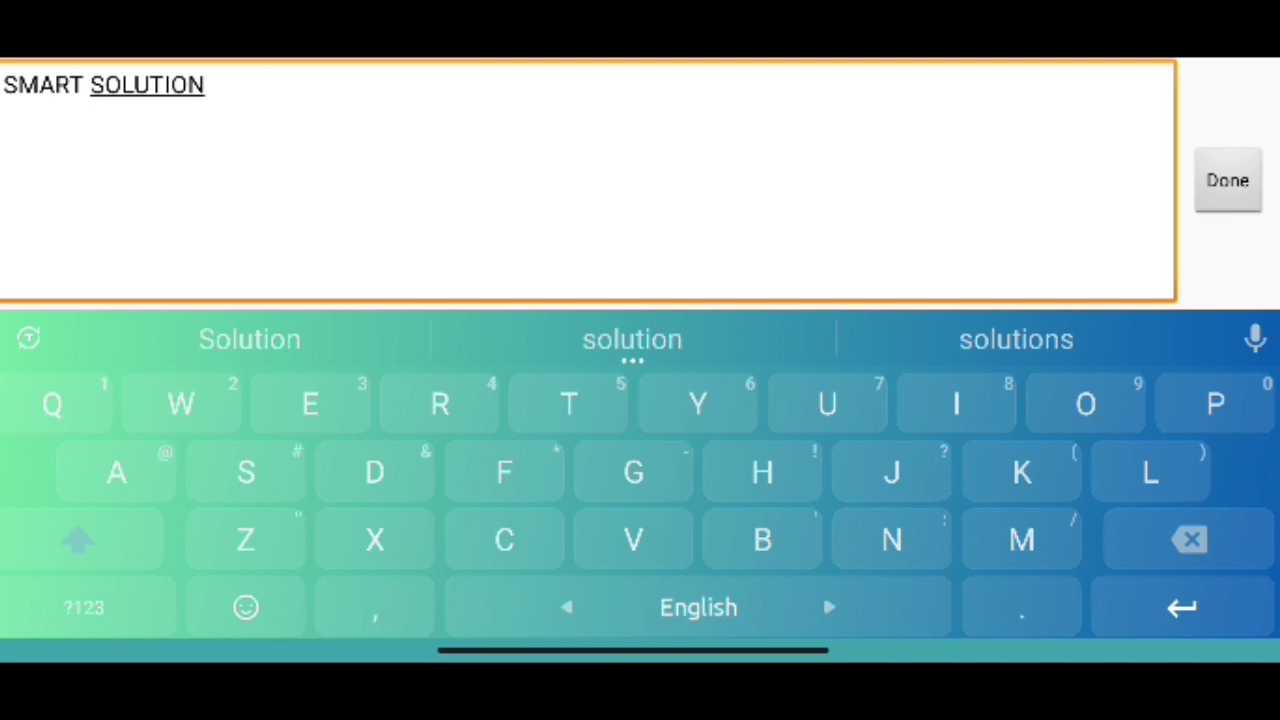 SMART SOLUTION
Done
Solution solution solutions
Q 1 W 2 E 3 R 4 T 5 Y 6 U 7 I 8 O 9 P 0
A @ S # D & F * G - H ! J ? K ( L )
Z " X C V B ' N : M /
?123 , English .